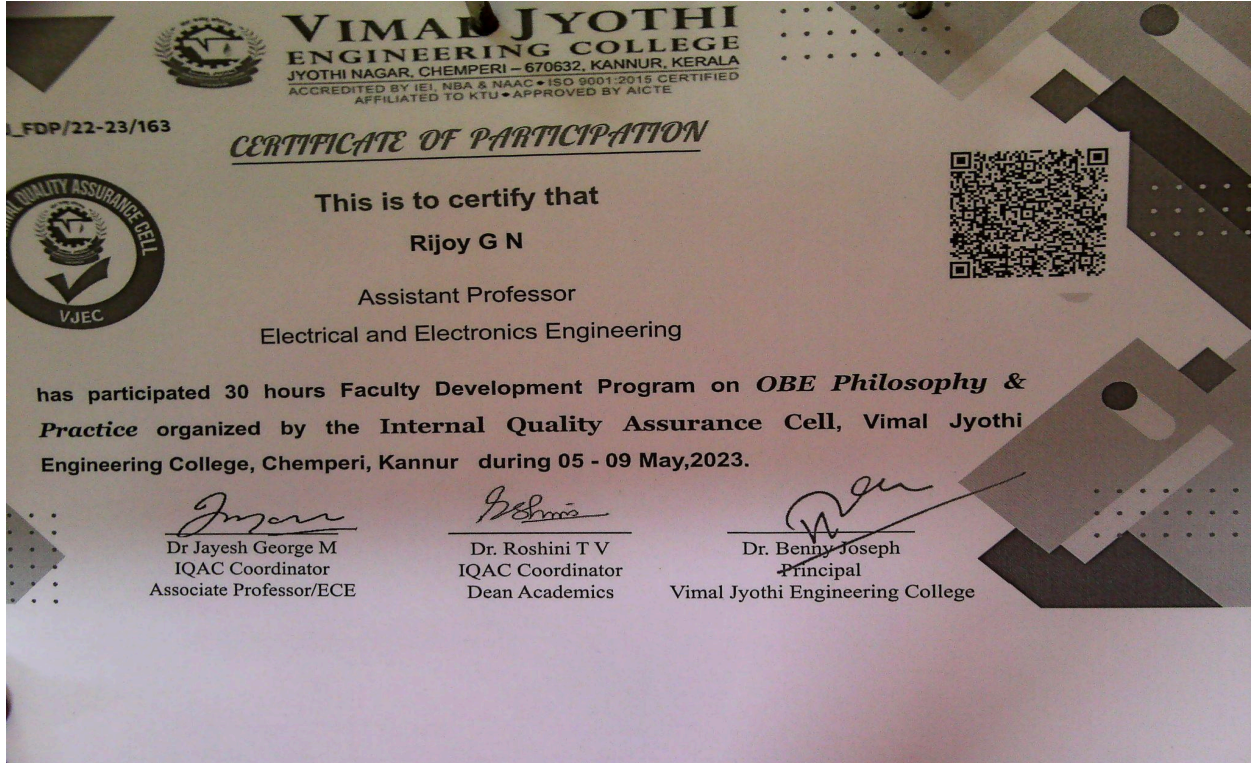 VIMAL JYOTHI
ENGINEERING COLLEGE
JYOTHI NAGAR, CHEMPERI – 670632, KANNUR, KERALA
ACCREDITED BY IEI, NBA & NAAC • ISO 9001:2015 CERTIFIED
AFFILIATED TO KTU • APPROVED BY AICTE
_FDP/22-23/163
CERTIFICATE OF PARTICIPATION
QUALITY ASSURANCE CELL
VJEC
This is to certify that
Rijoy G N
Assistant Professor
Electrical and Electronics Engineering
has participated 30 hours Faculty Development Program on OBE Philosophy &
Practice organized by the Internal Quality Assurance Cell, Vimal Jyothi
Engineering College, Chemperi, Kannur during 05 - 09 May,2023.
Dr Jayesh George M
IQAC Coordinator
Associate Professor/ECE
Dr. Roshini T V
IQAC Coordinator
Dean Academics
Dr. Benny Joseph
Principal
Vimal Jyothi Engineering College